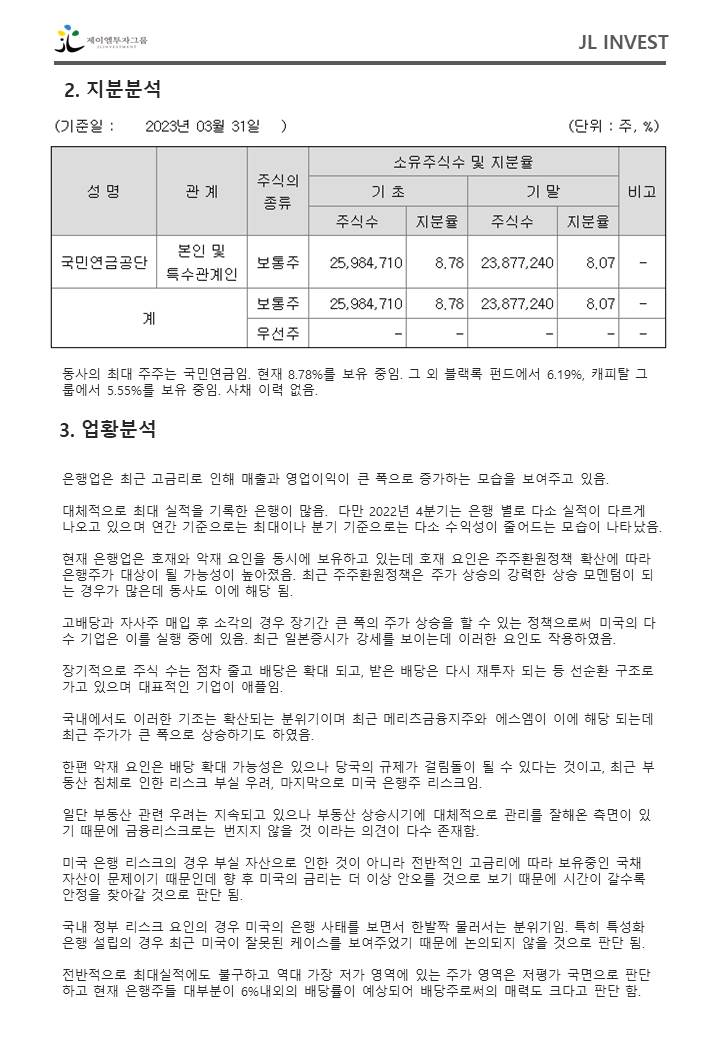 제이엘투자그룹
JLINVESTMENT
JL INVEST
2. 지분분석
(기준일 : 2023년 03월 31일 )
(단위 : 주, %)
성 명
관 계
주식의
종류
소유주식수 및 지분율
비고
기 초
기 말
주식수
지분율
주식수
지분율
국민연금공단
본인 및
특수관계인
보통주
25,984,710
8.78
23,877,240
8.07
-
계
보통주
25,984,710
8.78
23,877,240
8.07
-
우선주
-
-
-
-
-
동사의 최대 주주는 국민연금임. 현재 8.78%를 보유 중임. 그 외 블랙록 펀드에서 6.19%, 캐피탈 그
룹에서 5.55%를 보유 중임. 사채 이력 없음.
3. 업황분석
은행업은 최근 고금리로 인해 매출과 영업이익이 큰 폭으로 증가하는 모습을 보여주고 있음.
대체적으로 최대 실적을 기록한 은행이 많음. 다만 2022년 4분기는 은행 별로 다소 실적이 다르게
나오고 있으며 연간 기준으로는 최대이나 분기 기준으로는 다소 수익성이 줄어드는 모습이 나타났음.
현재 은행업은 호재와 악재 요인을 동시에 보유하고 있는데 호재 요인은 주주환원정책 확산에 따라
은행주가 대상이 될 가능성이 높아졌음. 최근 주주환원정책은 주가 상승의 강력한 상승 모멘텀이 되
는 경우가 많은데 동사도 이에 해당 됨.
고배당과 자사주 매입 후 소각의 경우 장기간 큰 폭의 주가 상승을 할 수 있는 정책으로써 미국의 다
수 기업은 이를 실행 중에 있음. 최근 일본증시가 강세를 보이는데 이러한 요인도 작용하였음.
장기적으로 주식 수는 점차 줄고 배당은 확대 되고, 받은 배당은 다시 재투자 되는 등 선순환 구조로
가고 있으며 대표적인 기업이 애플임.
국내에서도 이러한 기조는 확산되는 분위기이며 최근 메리츠금융지주와 에스엠이 이에 해당 되는데
최근 주가가 큰 폭으로 상승하기도 하였음.
한편 악재 요인은 배당 확대 가능성은 있으나 당국의 규제가 걸림돌이 될 수 있다는 것이고, 최근 부
동산 침체로 인한 리스크 부실 우려, 마지막으로 미국 은행주 리스크임.
일단 부동산 관련 우려는 지속되고 있으나 부동산 상승시기에 대체적으로 관리를 잘해온 측면이 있
기 때문에 금융리스크로는 번지지 않을 것 이라는 의견이 다수 존재함.
미국 은행 리스크의 경우 부실 자산으로 인한 것이 아니라 전반적인 고금리에 따라 보유중인 국채
자산이 문제이기 때문인데 향 후 미국의 금리는 더 이상 안오를 것으로 보기 때문에 시간이 갈수록
안정을 찾아갈 것으로 판단 됨.
국내 정부 리스크 요인의 경우 미국의 은행 사태를 보면서 한발짝 물러서는 분위기임. 특히 특성화
은행 설립의 경우 최근 미국이 잘못된 케이스를 보여주었기 때문에 논의되지 않을 것으로 판단 됨.
전반적으로 최대실적에도 불구하고 역대 가장 저가 영역에 있는 주가 영역은 저평가 국면으로 판단
하고 현재 은행주들 대부분이 6%내외의 배당률이 예상되어 배당주로써의 매력도 크다고 판단 함.